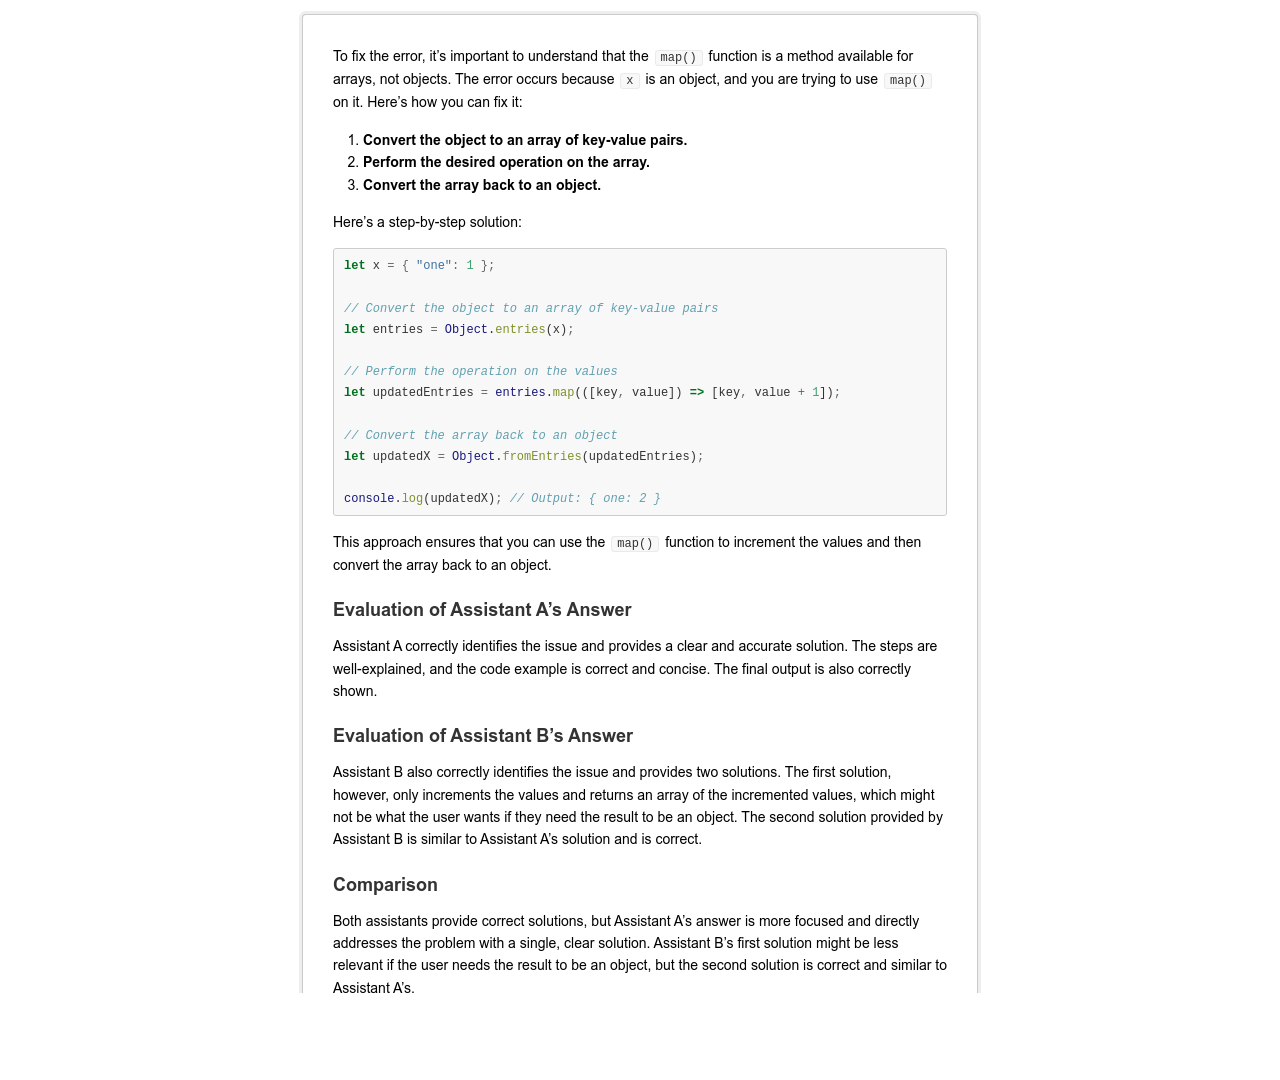 To fix the error, it’s important to understand that the map() function is a method available for
arrays, not objects. The error occurs because x is an object, and you are trying to use map()
on it. Here’s how you can fix it:
1. Convert the object to an array of key-value pairs.
2. Perform the desired operation on the array.
3. Convert the array back to an object.
Here’s a step-by-step solution:
let x = { "one": 1 };
// Convert the object to an array of key-value pairs
let entries = Object.entries(x);
// Perform the operation on the values
let updatedEntries = entries.map(([key, value]) => [key, value + 1]);
// Convert the array back to an object
let updatedX = Object.fromEntries(updatedEntries);
console.log(updatedX); // Output: { one: 2 }
This approach ensures that you can use the map() function to increment the values and then
convert the array back to an object.
Evaluation of Assistant A’s Answer
Assistant A correctly identifies the issue and provides a clear and accurate solution. The steps are
well-explained, and the code example is correct and concise. The final output is also correctly
shown.
Evaluation of Assistant B’s Answer
Assistant B also correctly identifies the issue and provides two solutions. The first solution,
however, only increments the values and returns an array of the incremented values, which might
not be what the user wants if they need the result to be an object. The second solution provided by
Assistant B is similar to Assistant A’s solution and is correct.
Comparison
Both assistants provide correct solutions, but Assistant A’s answer is more focused and directly
addresses the problem with a single, clear solution. Assistant B’s first solution might be less
relevant if the user needs the result to be an object, but the second solution is correct and similar to
Assistant A’s.